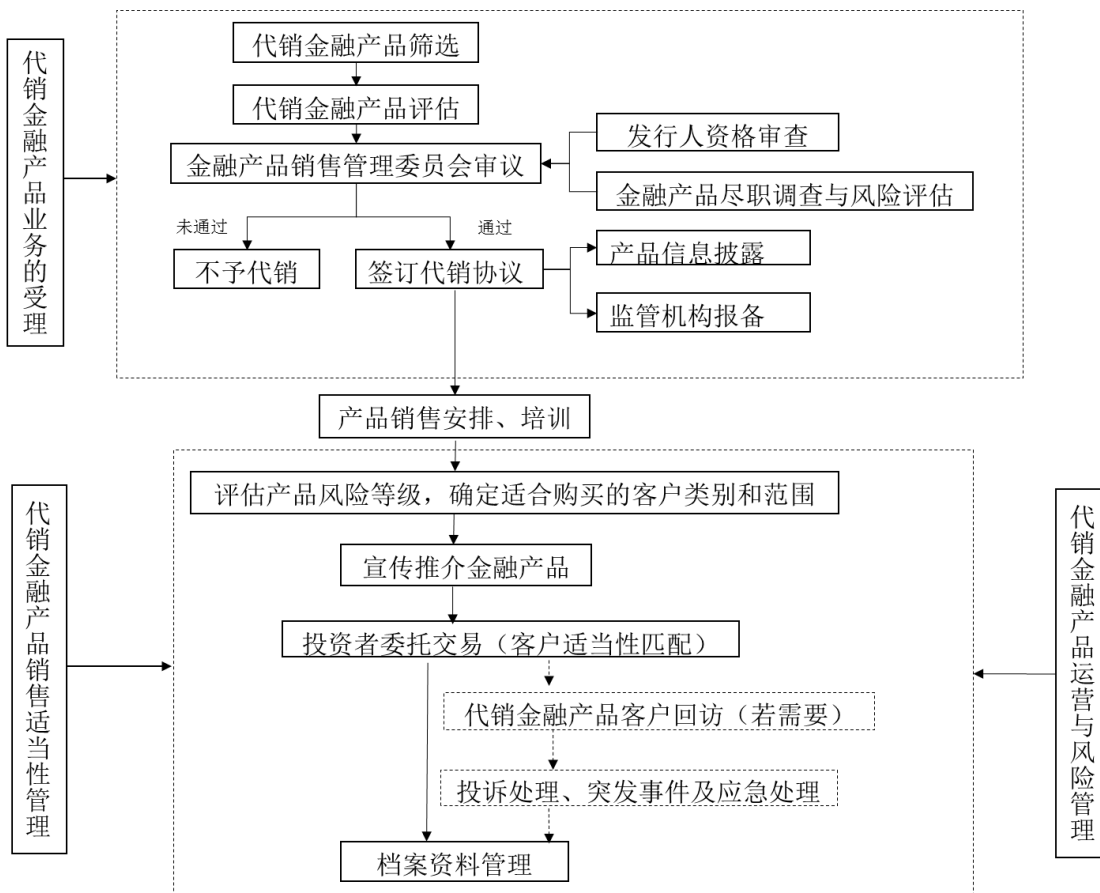 代销金融产品业务的受理
代销金融产品筛选
代销金融产品评估
金融产品销售管理委员会审议
发行人资格审查
金融产品尽职调查与风险评估
未通过
通过
不予代销
签订代销协议
产品信息披露
监管机构报备
产品销售安排、培训
代销金融产品销售适当性管理
评估产品风险等级，确定适合购买的客户类别和范围
宣传推介金融产品
投资者委托交易（客户适当性匹配）
代销金融产品客户回访（若需要）
投诉处理、突发事件及应急处理
档案资料管理
代销金融产品运营与风险管理